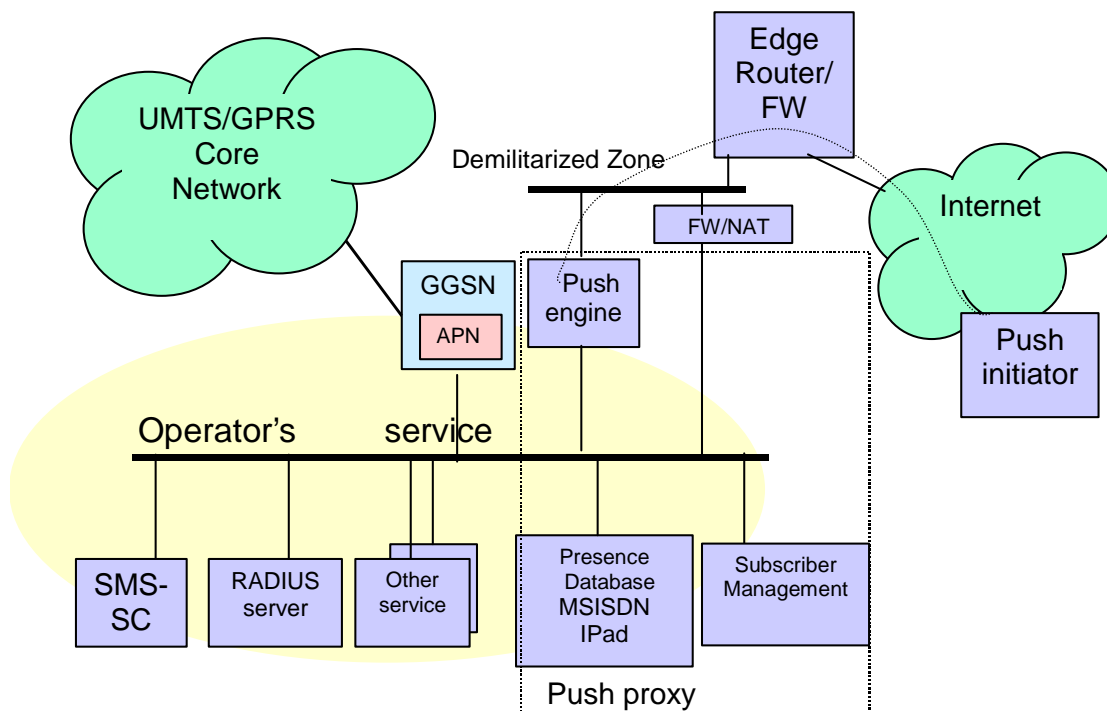 Edge
Router/
FW
UMTS/GPRS
Core
Network
Demilitarized Zone
Internet
FW/NAT
GGSN
APN
Push
engine
Push
initiator
Operator’s service
SMS-
SC
RADIUS
server
Other
service
Presence
Database
MSISDN
IPad
Subscriber
Management
Push proxy